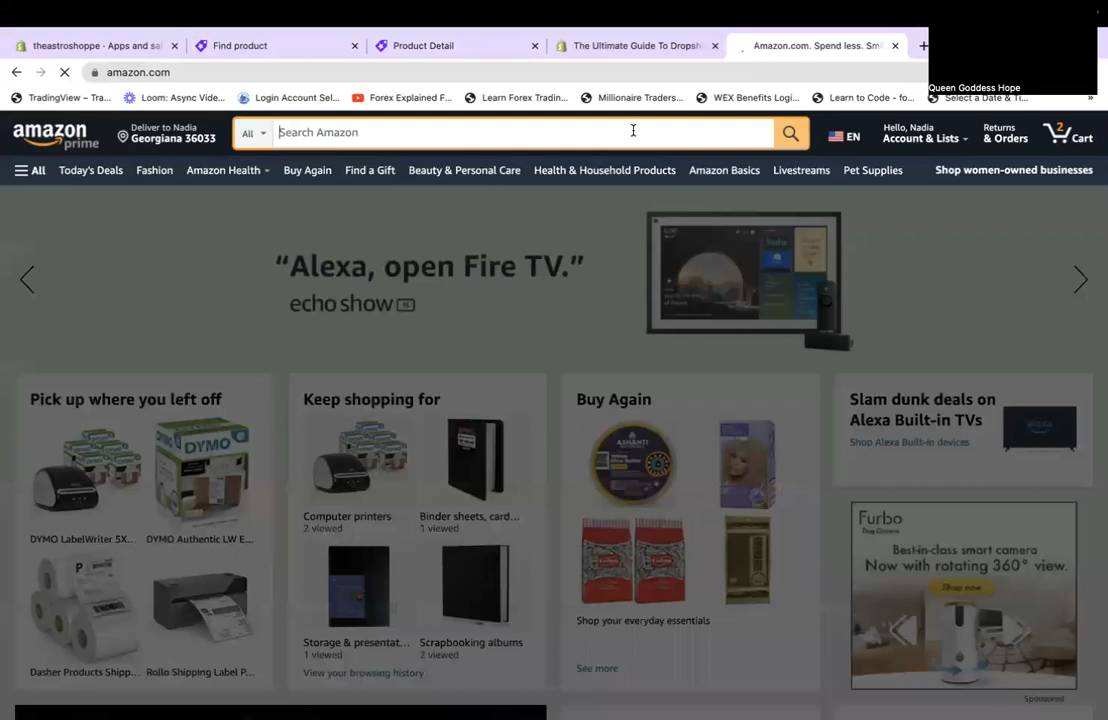 theastroshoppe · Apps and sal
Find product
Product Detail
The Ultimate Guide To Dropsh
Amazon.com. Spend less. Smi
Queen Goddess Hope
amazon.com
TradingView – Tra...
Loom: Async Vide...
Login Account Sel...
Forex Explained F...
Learn Forex Tradin...
Millionaire Traders...
WEX Benefits Logi...
Learn to Code - fo...
Select a Date & Ti...
amazon prime
Deliver to Nadia
Georgiana 36033
All
Search Amazon
EN
Hello, Nadia
Account & Lists
Returns
& Orders
2
Cart
All
Today's Deals
Fashion
Amazon Health
Buy Again
Find a Gift
Beauty & Personal Care
Health & Household Products
Amazon Basics
Livestreams
Pet Supplies
Shop women-owned businesses
“Alexa, open Fire TV.”
echo show 15
Pick up where you left off
DYMO
DYMO LabelWriter 5X...
DYMO Authentic LW E...
Dasher Products Shipp...
Rollo Shipping Label P...
Keep shopping for
Computer printers
2 viewed
Binder sheets, card...
1 viewed
Storage & presentat...
1 viewed
Scrapbooking albums
2 viewed
View your browsing history
Buy Again
ASHANTI
Shop your everyday essentials
See more
Slam dunk deals on
Alexa Built-in TVs
Shop Alexa Built-in devices
Furbo
Dog Camera
Best-in-class smart camera
Now with rotating 360° view.
Shop now
Sponsored